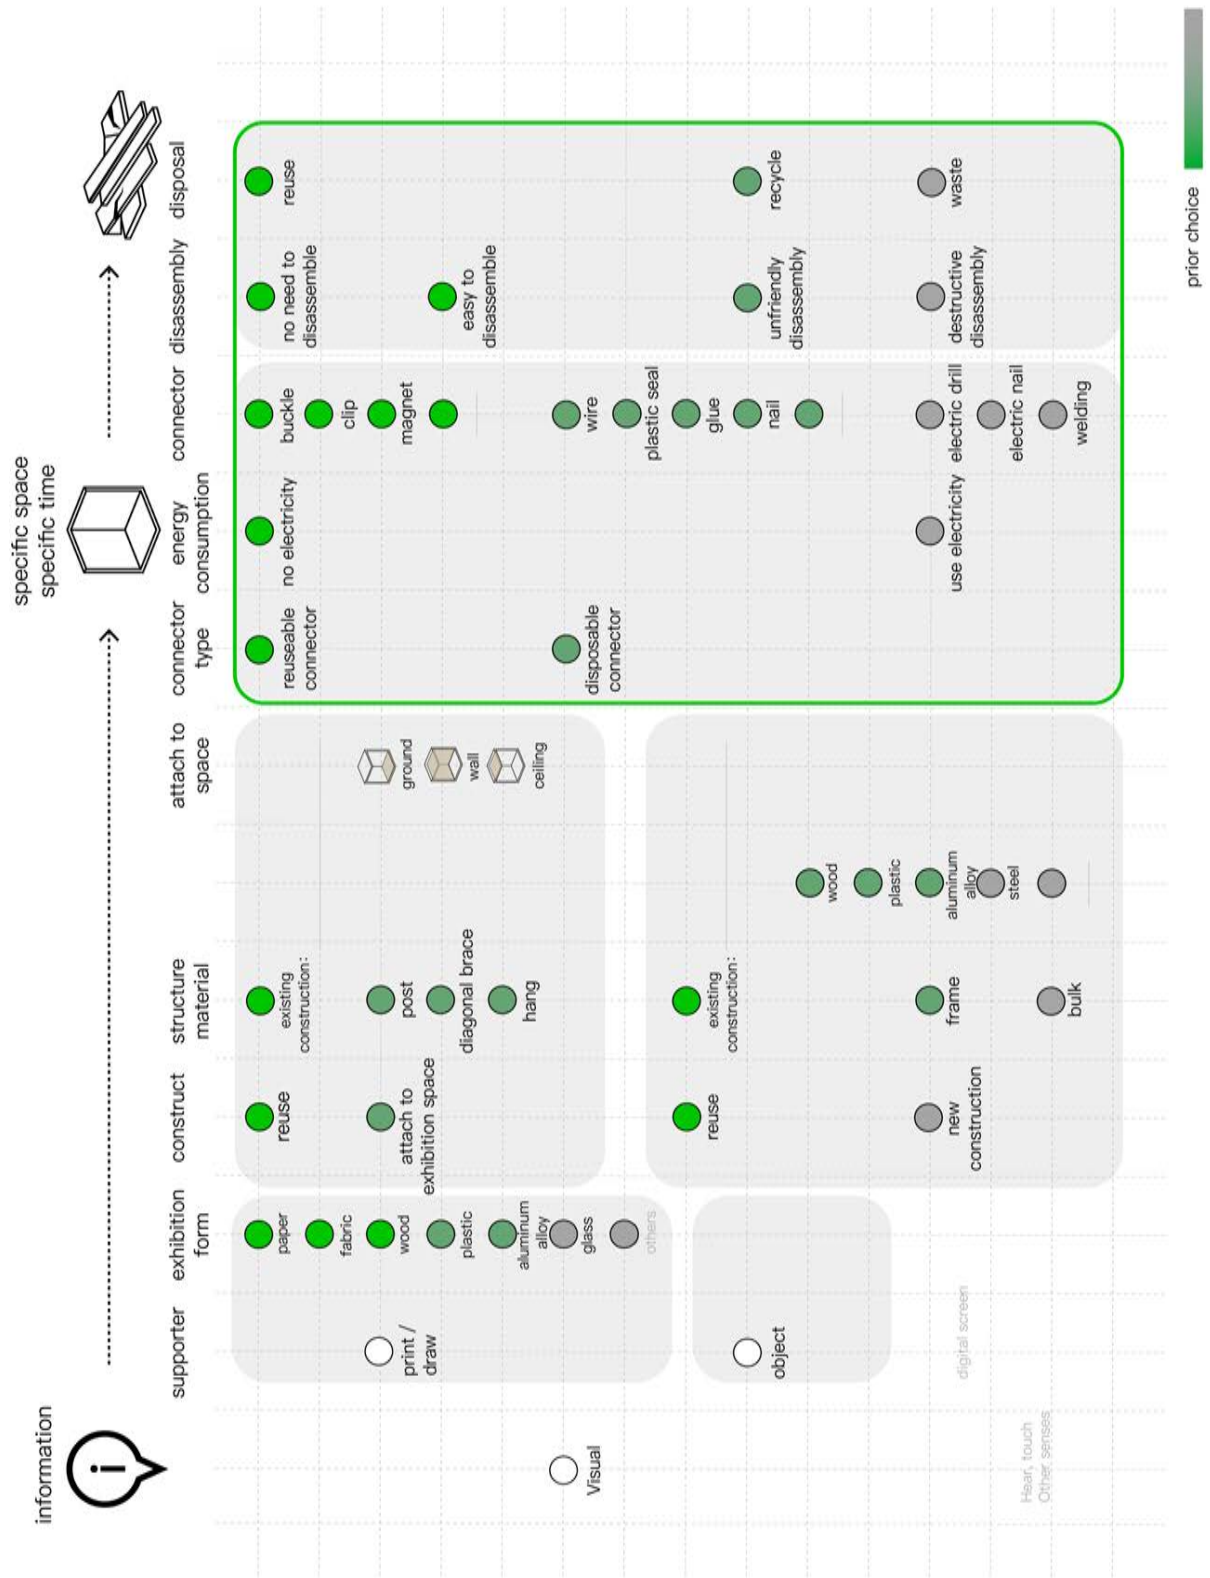 information
specific space
specific time
supporter
exhibition
form
construct
structure
material
attach to
space
connector
type
energy
consumption
connector
disassembly
disposal
Visual
Hear, touch
Other senses
print /
draw
object
digital screen
paper
fabric
wood
plastic
aluminum
alloy
glass
others
reuse
attach to
exhibition space
reuse
new
construction
existing
construction:
post
diagonal brace
hang
existing
construction:
frame
bulk
wood
plastic
aluminum
alloy
steel
ground
wall
ceiling
reuseable
connector
disposable
connector
no electricity
use electricity
buckle
clip
magnet
wire
plastic seal
glue
nail
electric drill
electric nail
welding
no need to
disassemble
easy to
disassemble
unfriendly
disassembly
destructive
disassembly
reuse
recycle
waste
prior choice